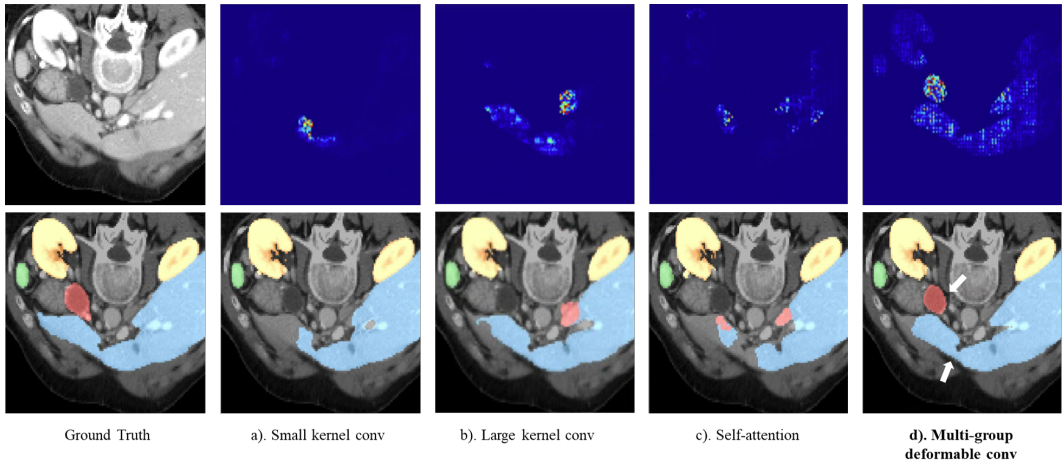 Ground Truth
a). Small kernel conv
b). Large kernel conv
c). Self-attention
d). Multi-group
deformable conv